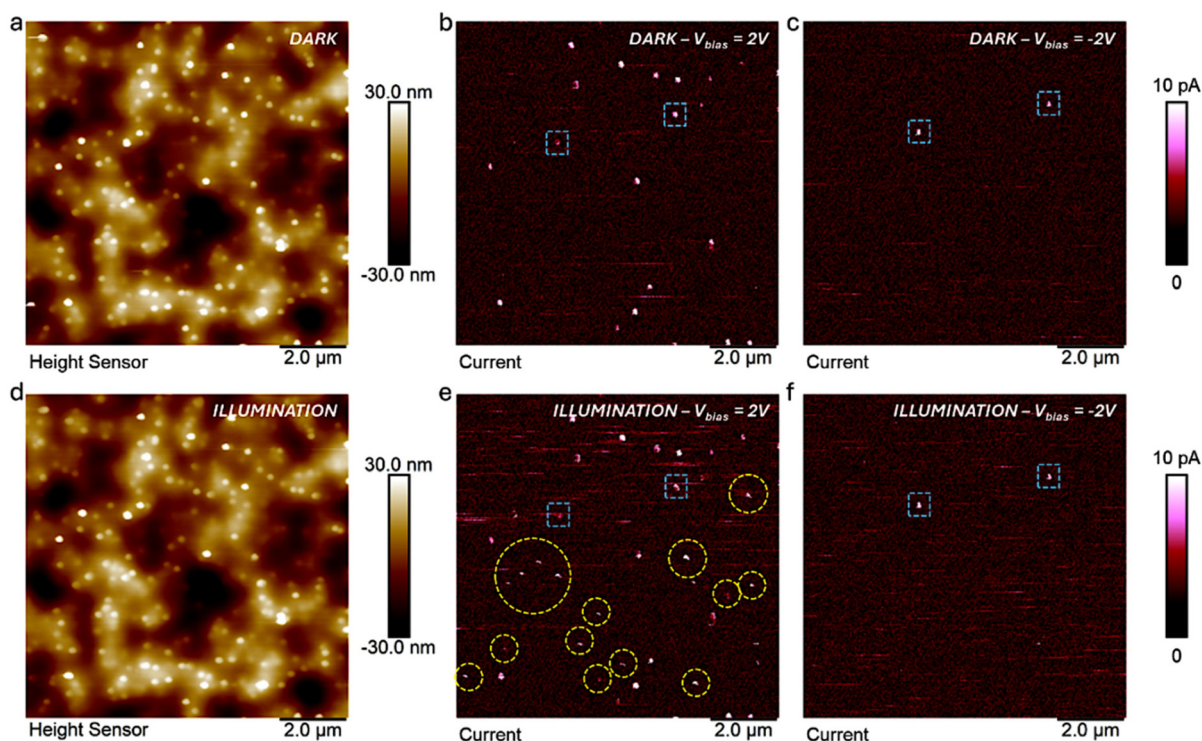 a
DARK
30.0 nm
-30.0 nm
Height Sensor
2.0 µm
b
DARK – V_bias = 2V
Current
2.0 µm
c
DARK – V_bias = -2V
10 pA
0
Current
2.0 µm
d
ILLUMINATION
30.0 nm
-30.0 nm
Height Sensor
2.0 µm
e
ILLUMINATION – V_bias = 2V
Current
2.0 µm
f
ILLUMINATION – V_bias = -2V
10 pA
0
Current
2.0 µm